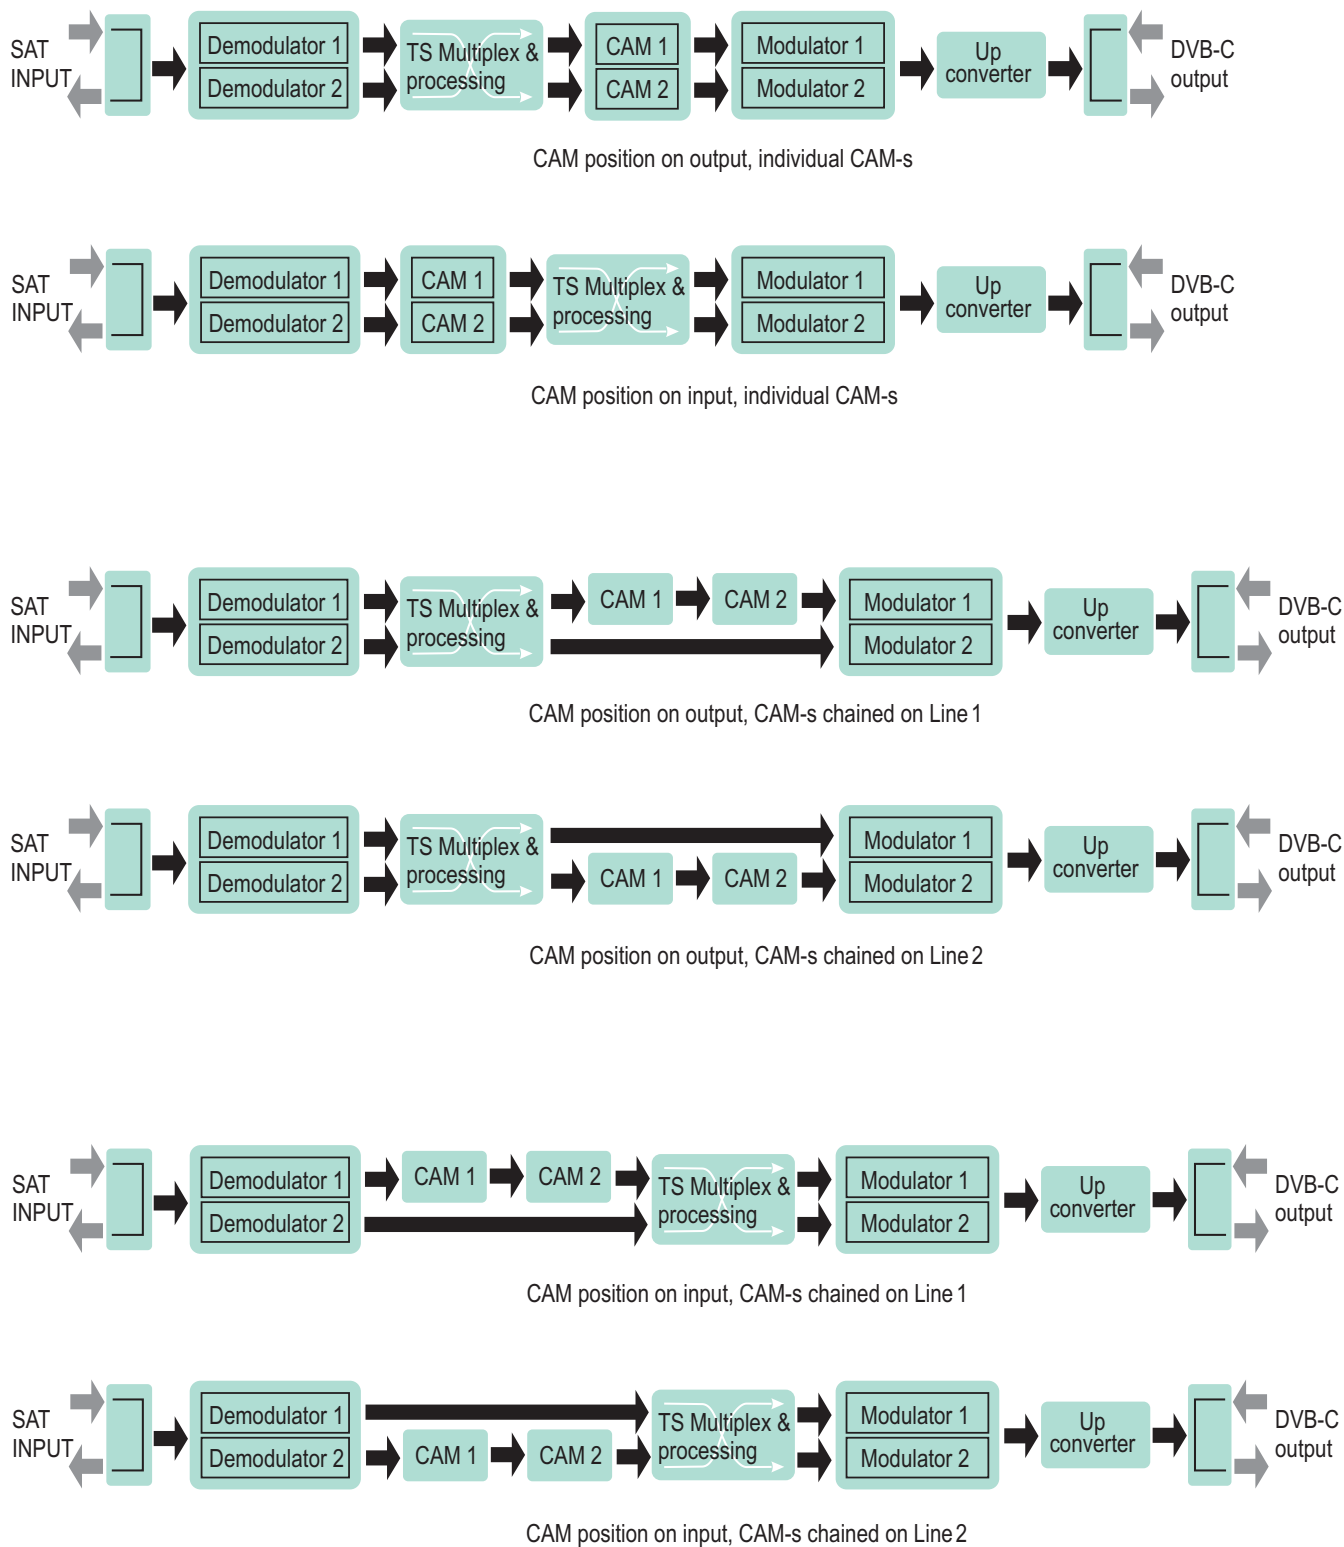 SAT
INPUT
Demodulator 1
Demodulator 2
TS Multiplex &
processing
CAM 1
CAM 2
Modulator 1
Modulator 2
Up
converter
DVB-C
output
CAM position on output, individual CAM-s
SAT
INPUT
Demodulator 1
Demodulator 2
CAM 1
CAM 2
TS Multiplex &
processing
Modulator 1
Modulator 2
Up
converter
DVB-C
output
CAM position on input, individual CAM-s
SAT
INPUT
Demodulator 1
Demodulator 2
TS Multiplex &
processing
CAM 1
CAM 2
Modulator 1
Modulator 2
Up
converter
DVB-C
output
CAM position on output, CAM-s chained on Line 1
SAT
INPUT
Demodulator 1
Demodulator 2
TS Multiplex &
processing
CAM 1
CAM 2
Modulator 1
Modulator 2
Up
converter
DVB-C
output
CAM position on output, CAM-s chained on Line 2
SAT
INPUT
Demodulator 1
Demodulator 2
CAM 1
CAM 2
TS Multiplex &
processing
Modulator 1
Modulator 2
Up
converter
DVB-C
output
CAM position on input, CAM-s chained on Line 1
SAT
INPUT
Demodulator 1
Demodulator 2
CAM 1
CAM 2
TS Multiplex &
processing
Modulator 1
Modulator 2
Up
converter
DVB-C
output
CAM position on input, CAM-s chained on Line 2